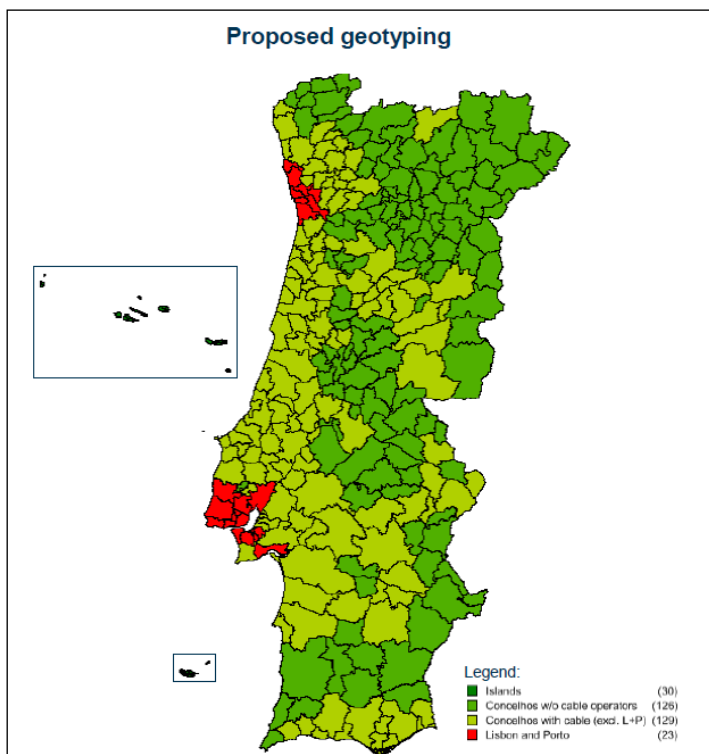 Proposed geotyping
Legend:
Islands (30)
Concelhos w/o cable operators (126)
Concelhos with cable (excl. L+P) (129)
Lisbon and Porto (23)